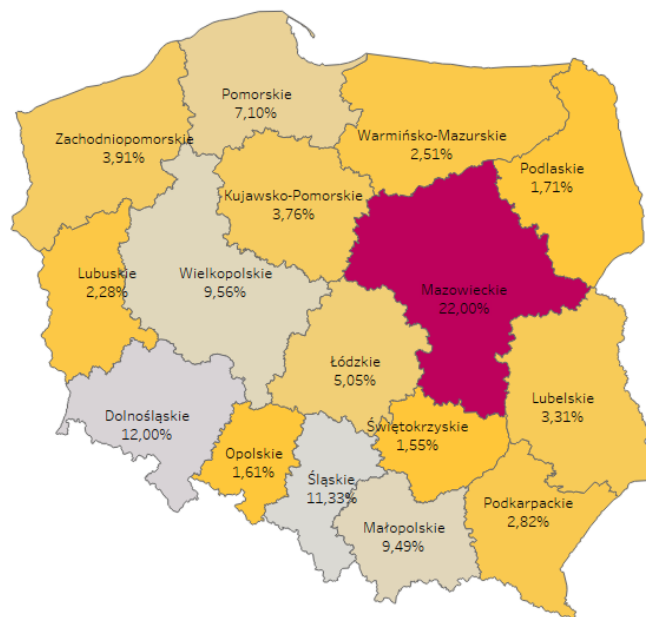 Pomorskie
7,10%
Zachodniopomorskie
3,91%
Warmińsko-Mazurskie
2,51%
Podlaskie
1,71%
Kujawsko-Pomorskie
3,76%
Lubuskie
2,28%
Wielkopolskie
9,56%
Mazowieckie
22,00%
Łódzkie
5,05%
Lubelskie
3,31%
Dolnośląskie
12,00%
Opolskie
1,61%
Śląskie
11,33%
Świętokrzyskie
1,55%
Małopolskie
9,49%
Podkarpackie
2,82%